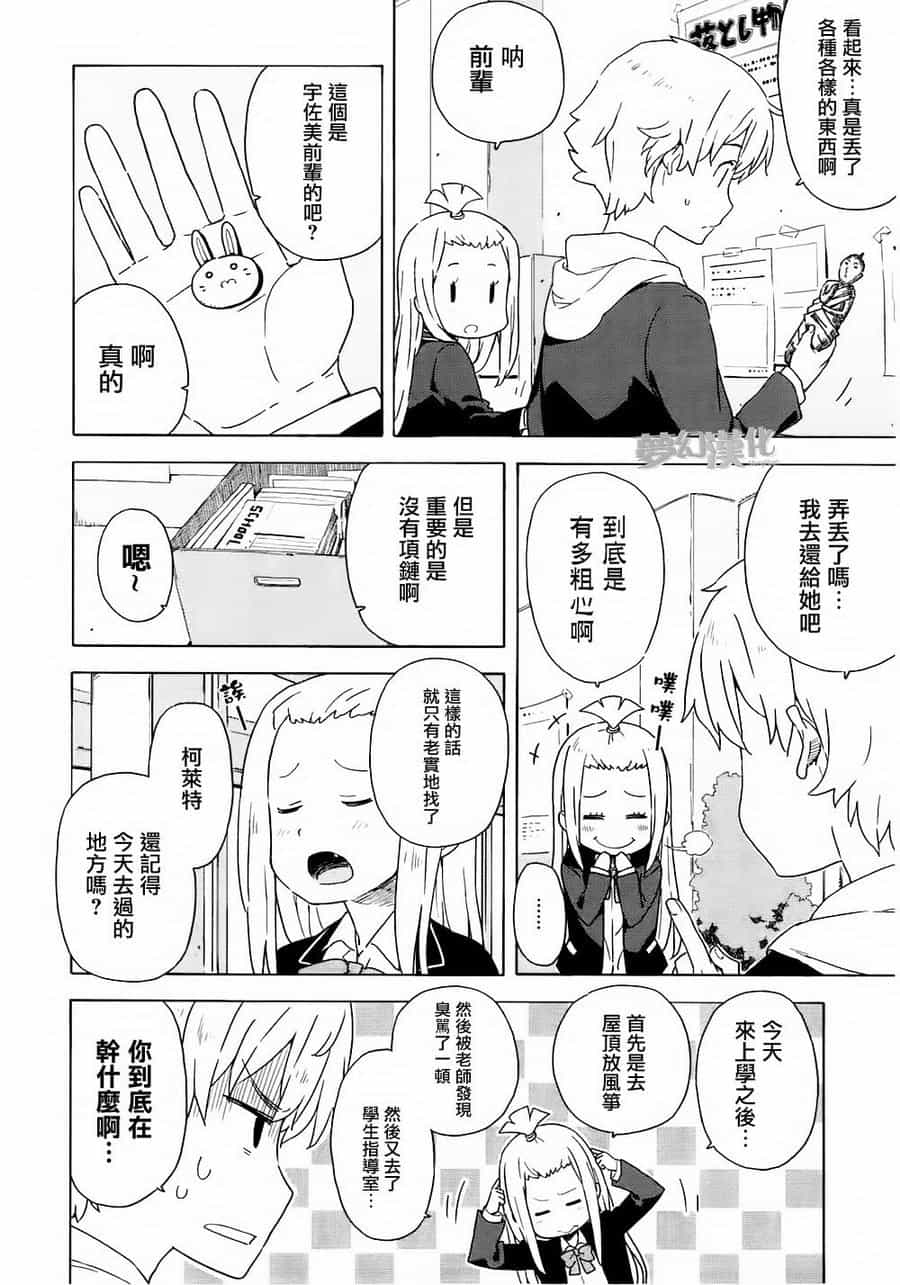 落とし物
看起來…真是丟了
各種各樣的東西啊
吶
前輩
這個是
宇佐美前輩的吧?
啊
真的
夢幻漢化
弄丟了嗎…
我去還給她吧
到底是
有多粗心啊
噗
噗
……
但是
重要的是
沒有項鏈啊
SCHOOL
嗯~
這樣的話
就只有老實地找了
誒
柯萊特
還記得
今天去過的
地方嗎?
今天
來上學之後…
首先是去
屋頂放風箏
然後被老師發現
臭罵了一頓
然後又去了
學生指導室…
你到底在
幹什麼啊…